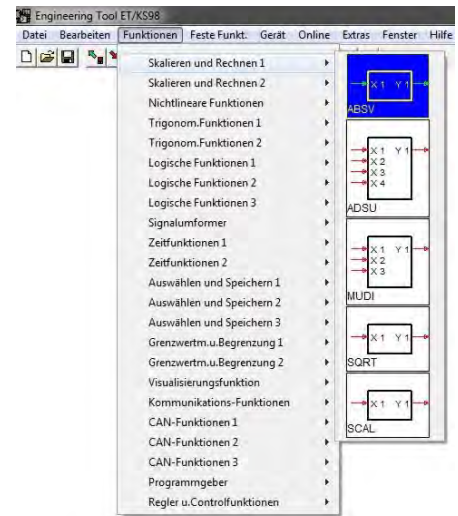 Engineering Tool ET/KS98
Datei Bearbeiten Funktionen Feste Funkt. Gerät Online Extras Fenster Hilfe
Skalieren und Rechnen 1
Skalieren und Rechnen 2
Nichtlineare Funktionen
Trigonom.Funktionen 1
Trigonom.Funktionen 2
Logische Funktionen 1
Logische Funktionen 2
Logische Funktionen 3
Signalumformer
Zeitfunktionen 1
Zeitfunktionen 2
Auswählen und Speichern 1
Auswählen und Speichern 2
Auswählen und Speichern 3
Grenzwertm.u.Begrenzung 1
Grenzwertm.u.Begrenzung 2
Visualisierungsfunktion
Kommunikations-Funktionen
CAN-Funktionen 1
CAN-Funktionen 2
CAN-Funktionen 3
Programmgeber
Regler u.Controlfunktionen
X 1 Y 1
ABSV
X 1 Y 1
X 2
X 3
X 4
ADSU
X 1 Y 1
X 2
X 3
MUDI
X 1 Y 1
SQRT
X 1 Y 1
SCAL